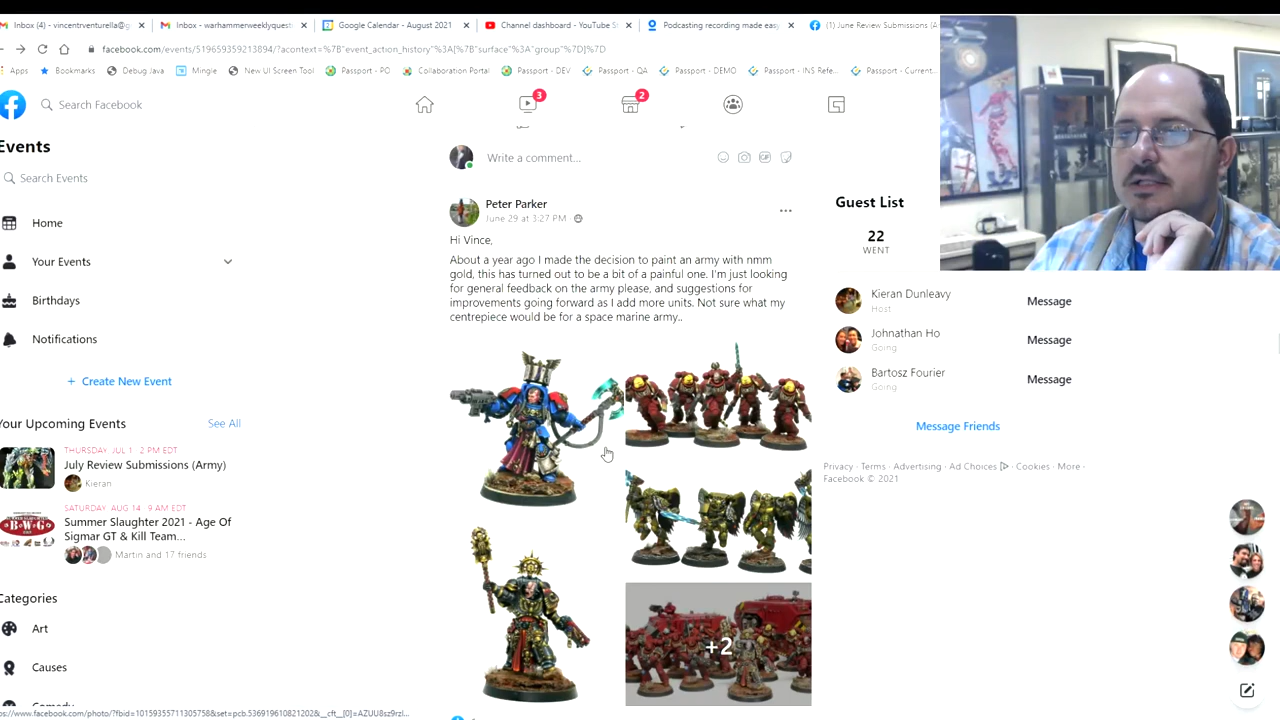 Inbox (4) - vincentrventurella@g
Inbox - warhammerweeklyquest
Google Calendar - August 2021
Channel dashboard - YouTube S
Podcasting recording made easy
(1) June Review Submissions (A
facebook.com/events/519659359213894/?acontext=%7B"event_action_history"%3A[%7B"surface"%3A"group"%7D]%7D
Apps
Bookmarks
Debug Java
Mingle
New UI Screen Tool
Passport - PO
Collaboration Portal
Passport - DEV
Passport - QA
Passport - DEMO
Passport - INS Refe...
Passport - Current...
Search Facebook
3
2
Events
Search Events
Home
Your Events
Birthdays
Notifications
+ Create New Event
Your Upcoming Events
See All
THURSDAY, JUL 1 2 PM EDT
July Review Submissions (Army)
Kieran
SATURDAY, AUG 14 9 AM EDT
Summer Slaughter 2021 - Age Of
Sigmar GT & Kill Team...
Martin and 17 friends
Categories
Art
Causes
Comedy
Write a comment...
Peter Parker
June 29 at 3:27 PM ·
Hi Vince,
About a year ago I made the decision to paint an army with nmm
gold, this has turned out to be a bit of a painful one. I'm just looking
for general feedback on the army please, and suggestions for
improvements going forward as I add more units. Not sure what my
centrepiece would be for a space marine army..
+2
Guest List
22
WENT
Kieran Dunleavy
Host
Message
Johnathan Ho
Going
Message
Bartosz Fourier
Going
Message
Message Friends
Privacy · Terms · Advertising · Ad Choices · Cookies · More ·
Facebook © 2021